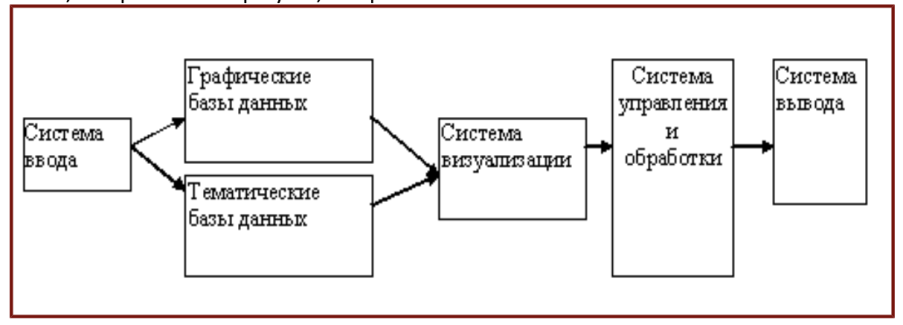 Система
ввода
Графические
базы данных
Тематические
базы данных
Система
визуализации
Система
управления
и
обработки
Система
вывода